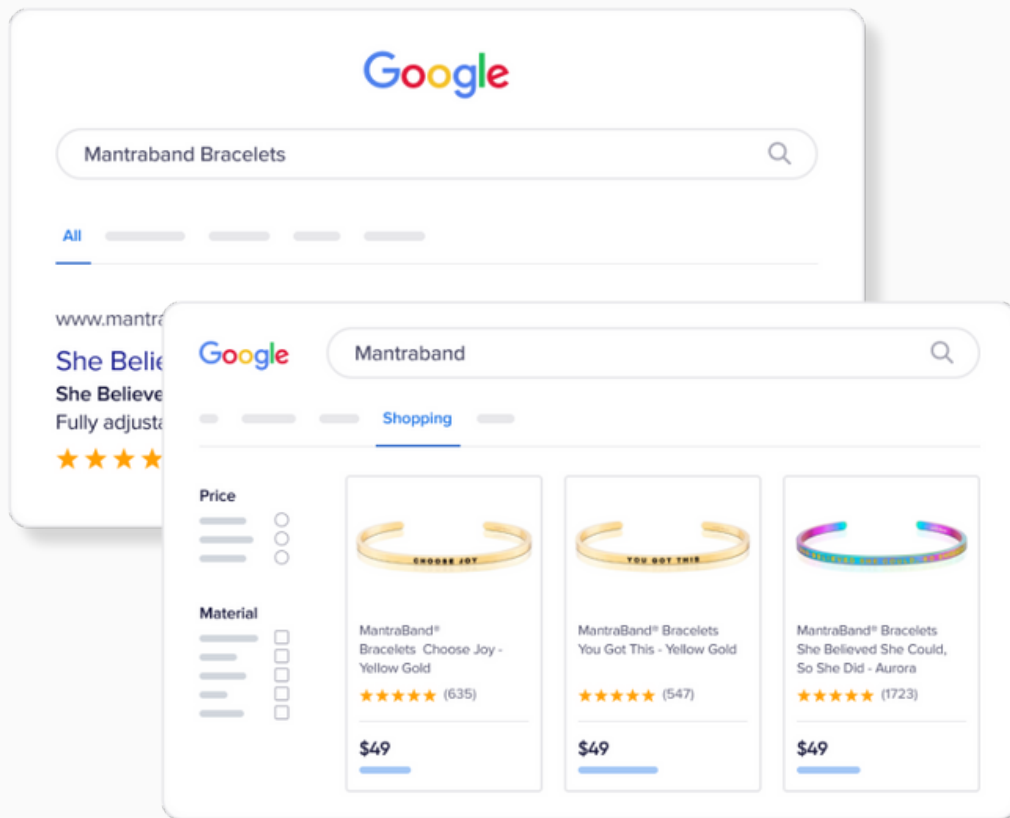 Google
Mantraband Bracelets
All
www.mantra
She Belie
She Believe
Fully adjusta
Google
Mantraband
Shopping
Price
Material
CHOOSE JOY
MantraBand®
Bracelets Choose Joy -
Yellow Gold
(635)
$49
YOU GOT THIS
MantraBand® Bracelets
You Got This - Yellow Gold
(547)
$49
MantraBand® Bracelets
She Believed She Could,
So She Did - Aurora
(1723)
$49